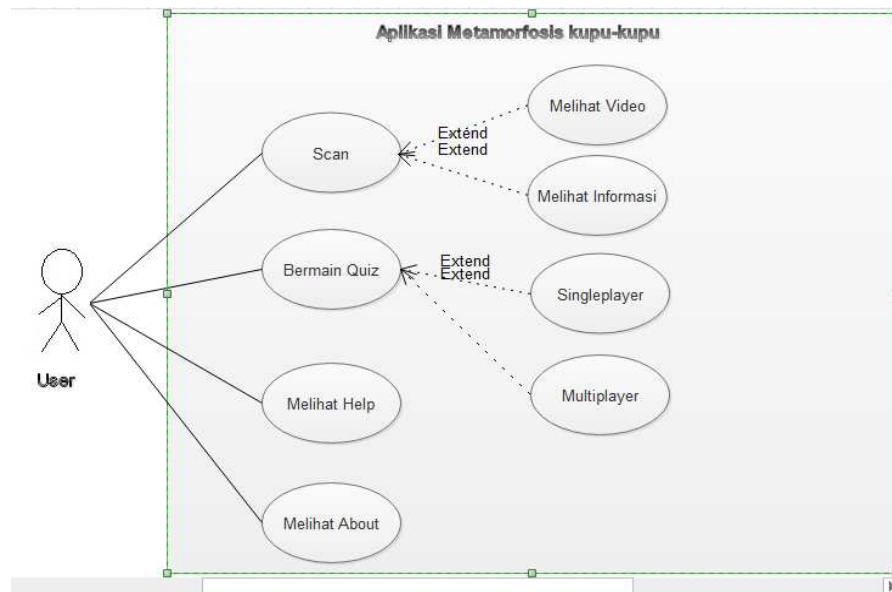 Aplikasi Metamorfosis kupu-kupu
Melihat Video
Extend
Scan
Extend
Melihat Informasi
Bermain Quiz
Extend
Extend
Singleplayer
User
Melihat Help
Multiplayer
Melihat About